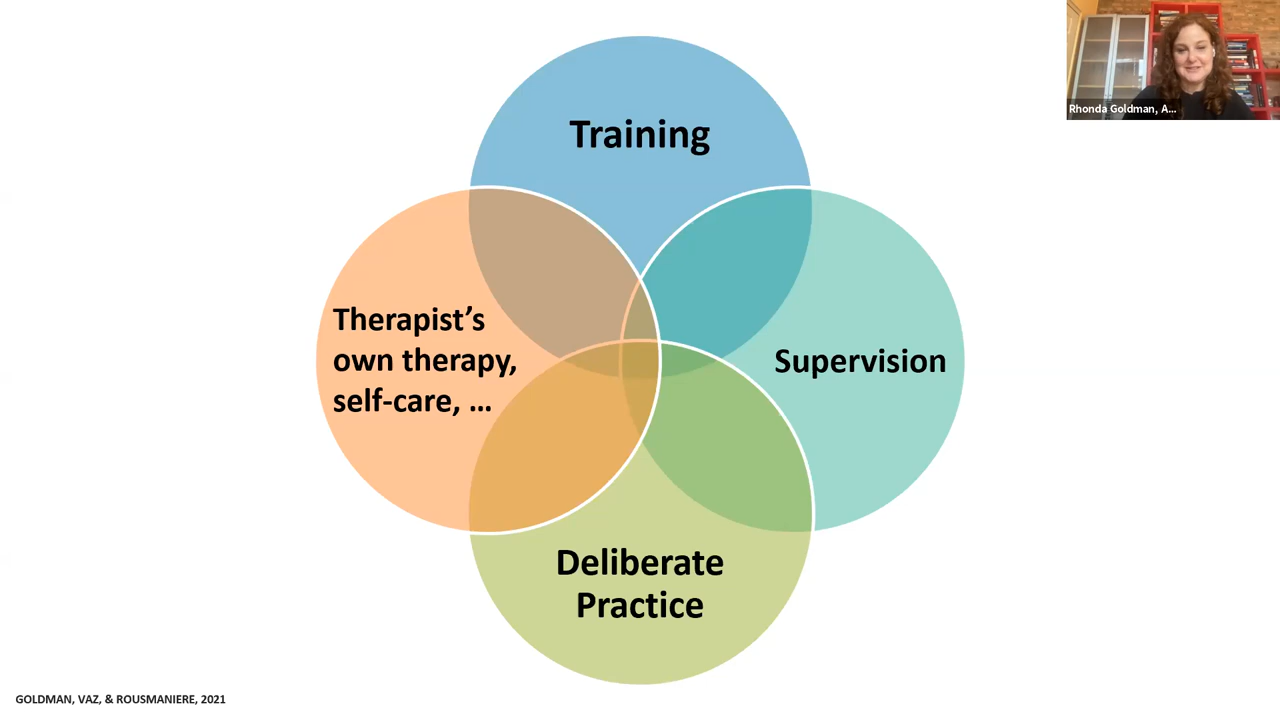 Training
Rhonda Goldman, A...
Therapist’s
own therapy,
self-care, ...
Supervision
Deliberate
Practice
GOLDMAN, VAZ, & ROUSMANIERE, 2021